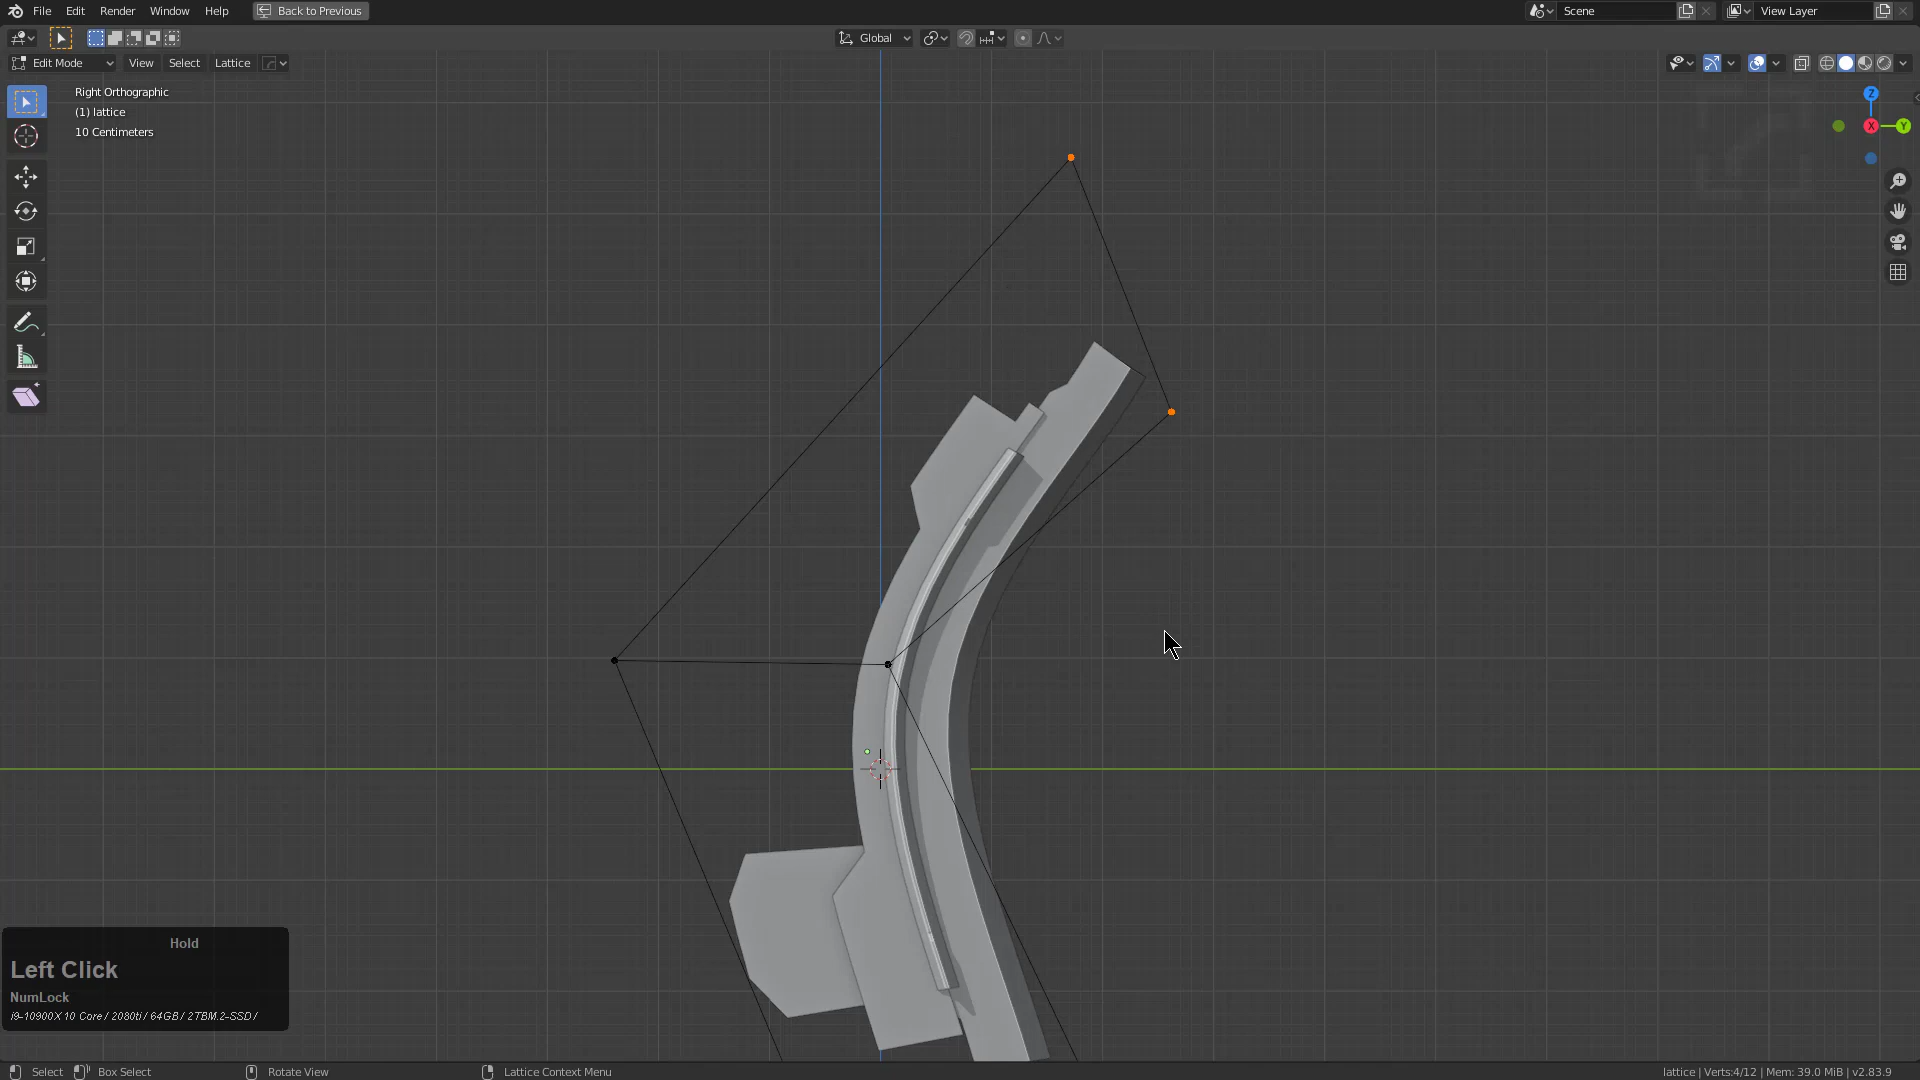 File Edit Render Window Help Back to Previous Scene View Layer
Global
Edit Mode View Select Lattice
Right Orthographic
(1) lattice
10 Centimeters
Z
X
Y
Hold
Left Click
NumLock
i9-10900X 10 Core / 2080ti / 64GB / 2TBM.2-SSD /
Select Box Select Rotate View Lattice Context Menu lattice | Verts:4/12 | Mem: 39.0 MiB | v2.83.9